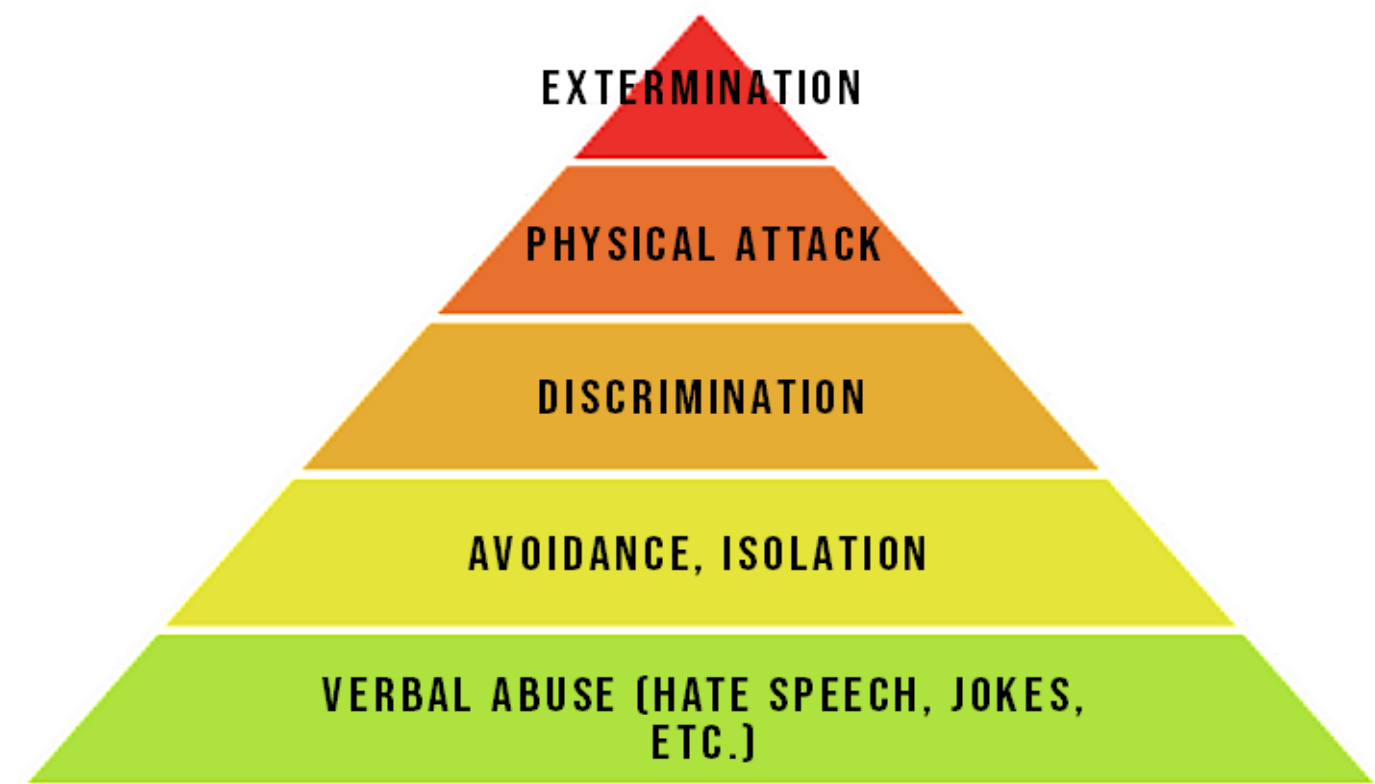 EXTERMINATION
PHYSICAL ATTACK
DISCRIMINATION
AVOIDANCE, ISOLATION
VERBAL ABUSE (HATE SPEECH, JOKES,
ETC.)